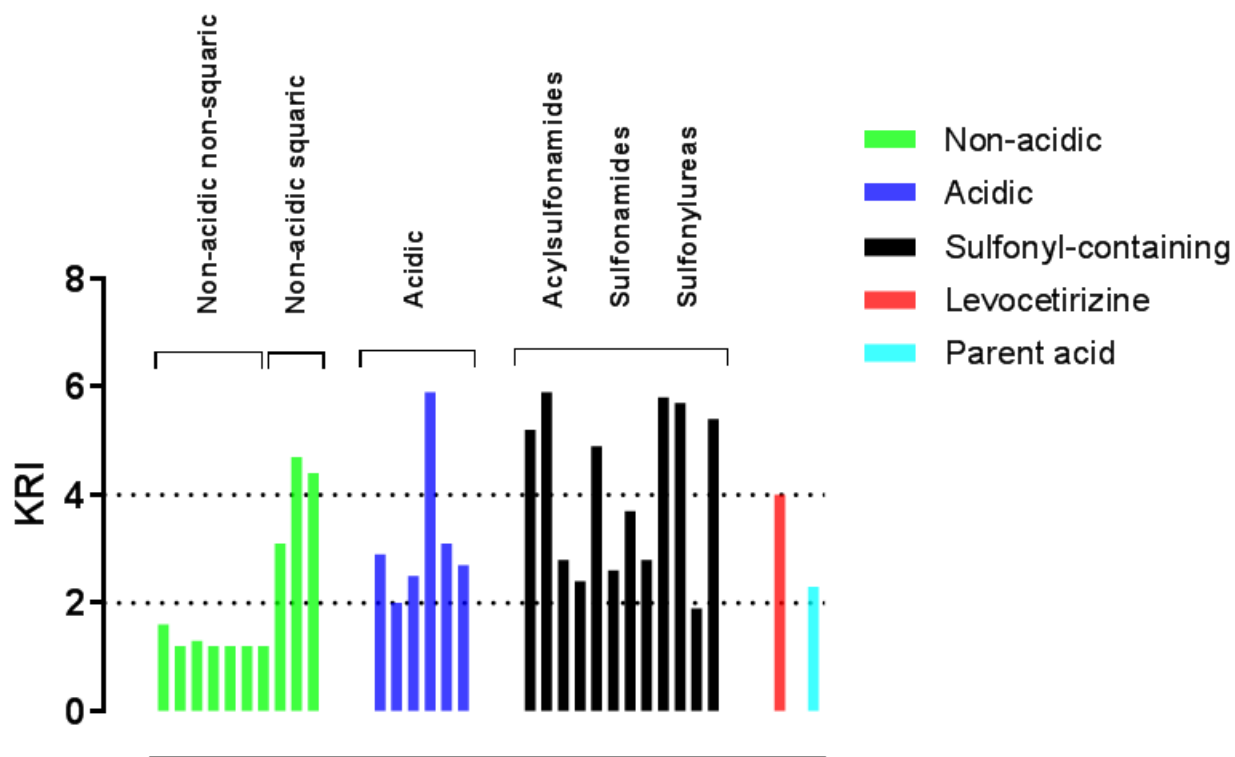 Non-acidic non-squaric
Non-acidic squaric
Acidic
Acylsulfonamides
Sulfonamides
Sulfonylureas
Non-acidic
Acidic
Sulfonyl-containing
Levocetirizine
Parent acid
KRI
8
6
4
2
0